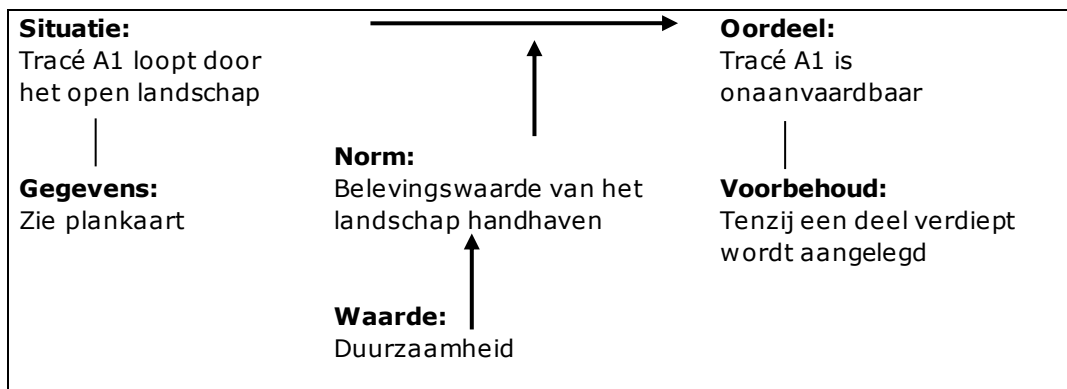 Situatie:
Tracé A1 loopt door
het open landschap
Oordeel:
Tracé A1 is
onaanvaardbaar
Gegevens:
Zie plankaart
Norm:
Belevingswaarde van het
landschap handhaven
Voorbehoud:
Tenzij een deel verdiept
wordt aangelegd
Waarde:
Duurzaamheid